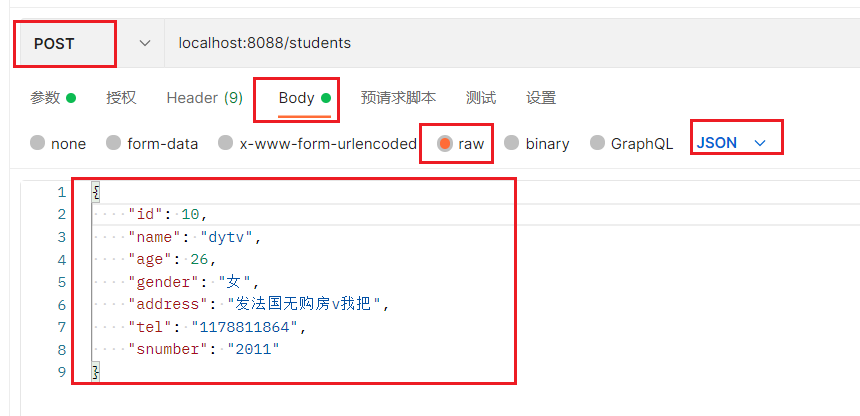 POST localhost:8088/students
参数 授权 Header (9) Body 预请求脚本 测试 设置
none form-data x-www-form-urlencoded raw binary GraphQL JSON
1 {
2 "id": 10,
3 "name": "dytv",
4 "age": 26,
5 "gender": "女",
6 "address": "发法国无购房v我把",
7 "tel": "1178811864",
8 "snumber": "2011"
9 }